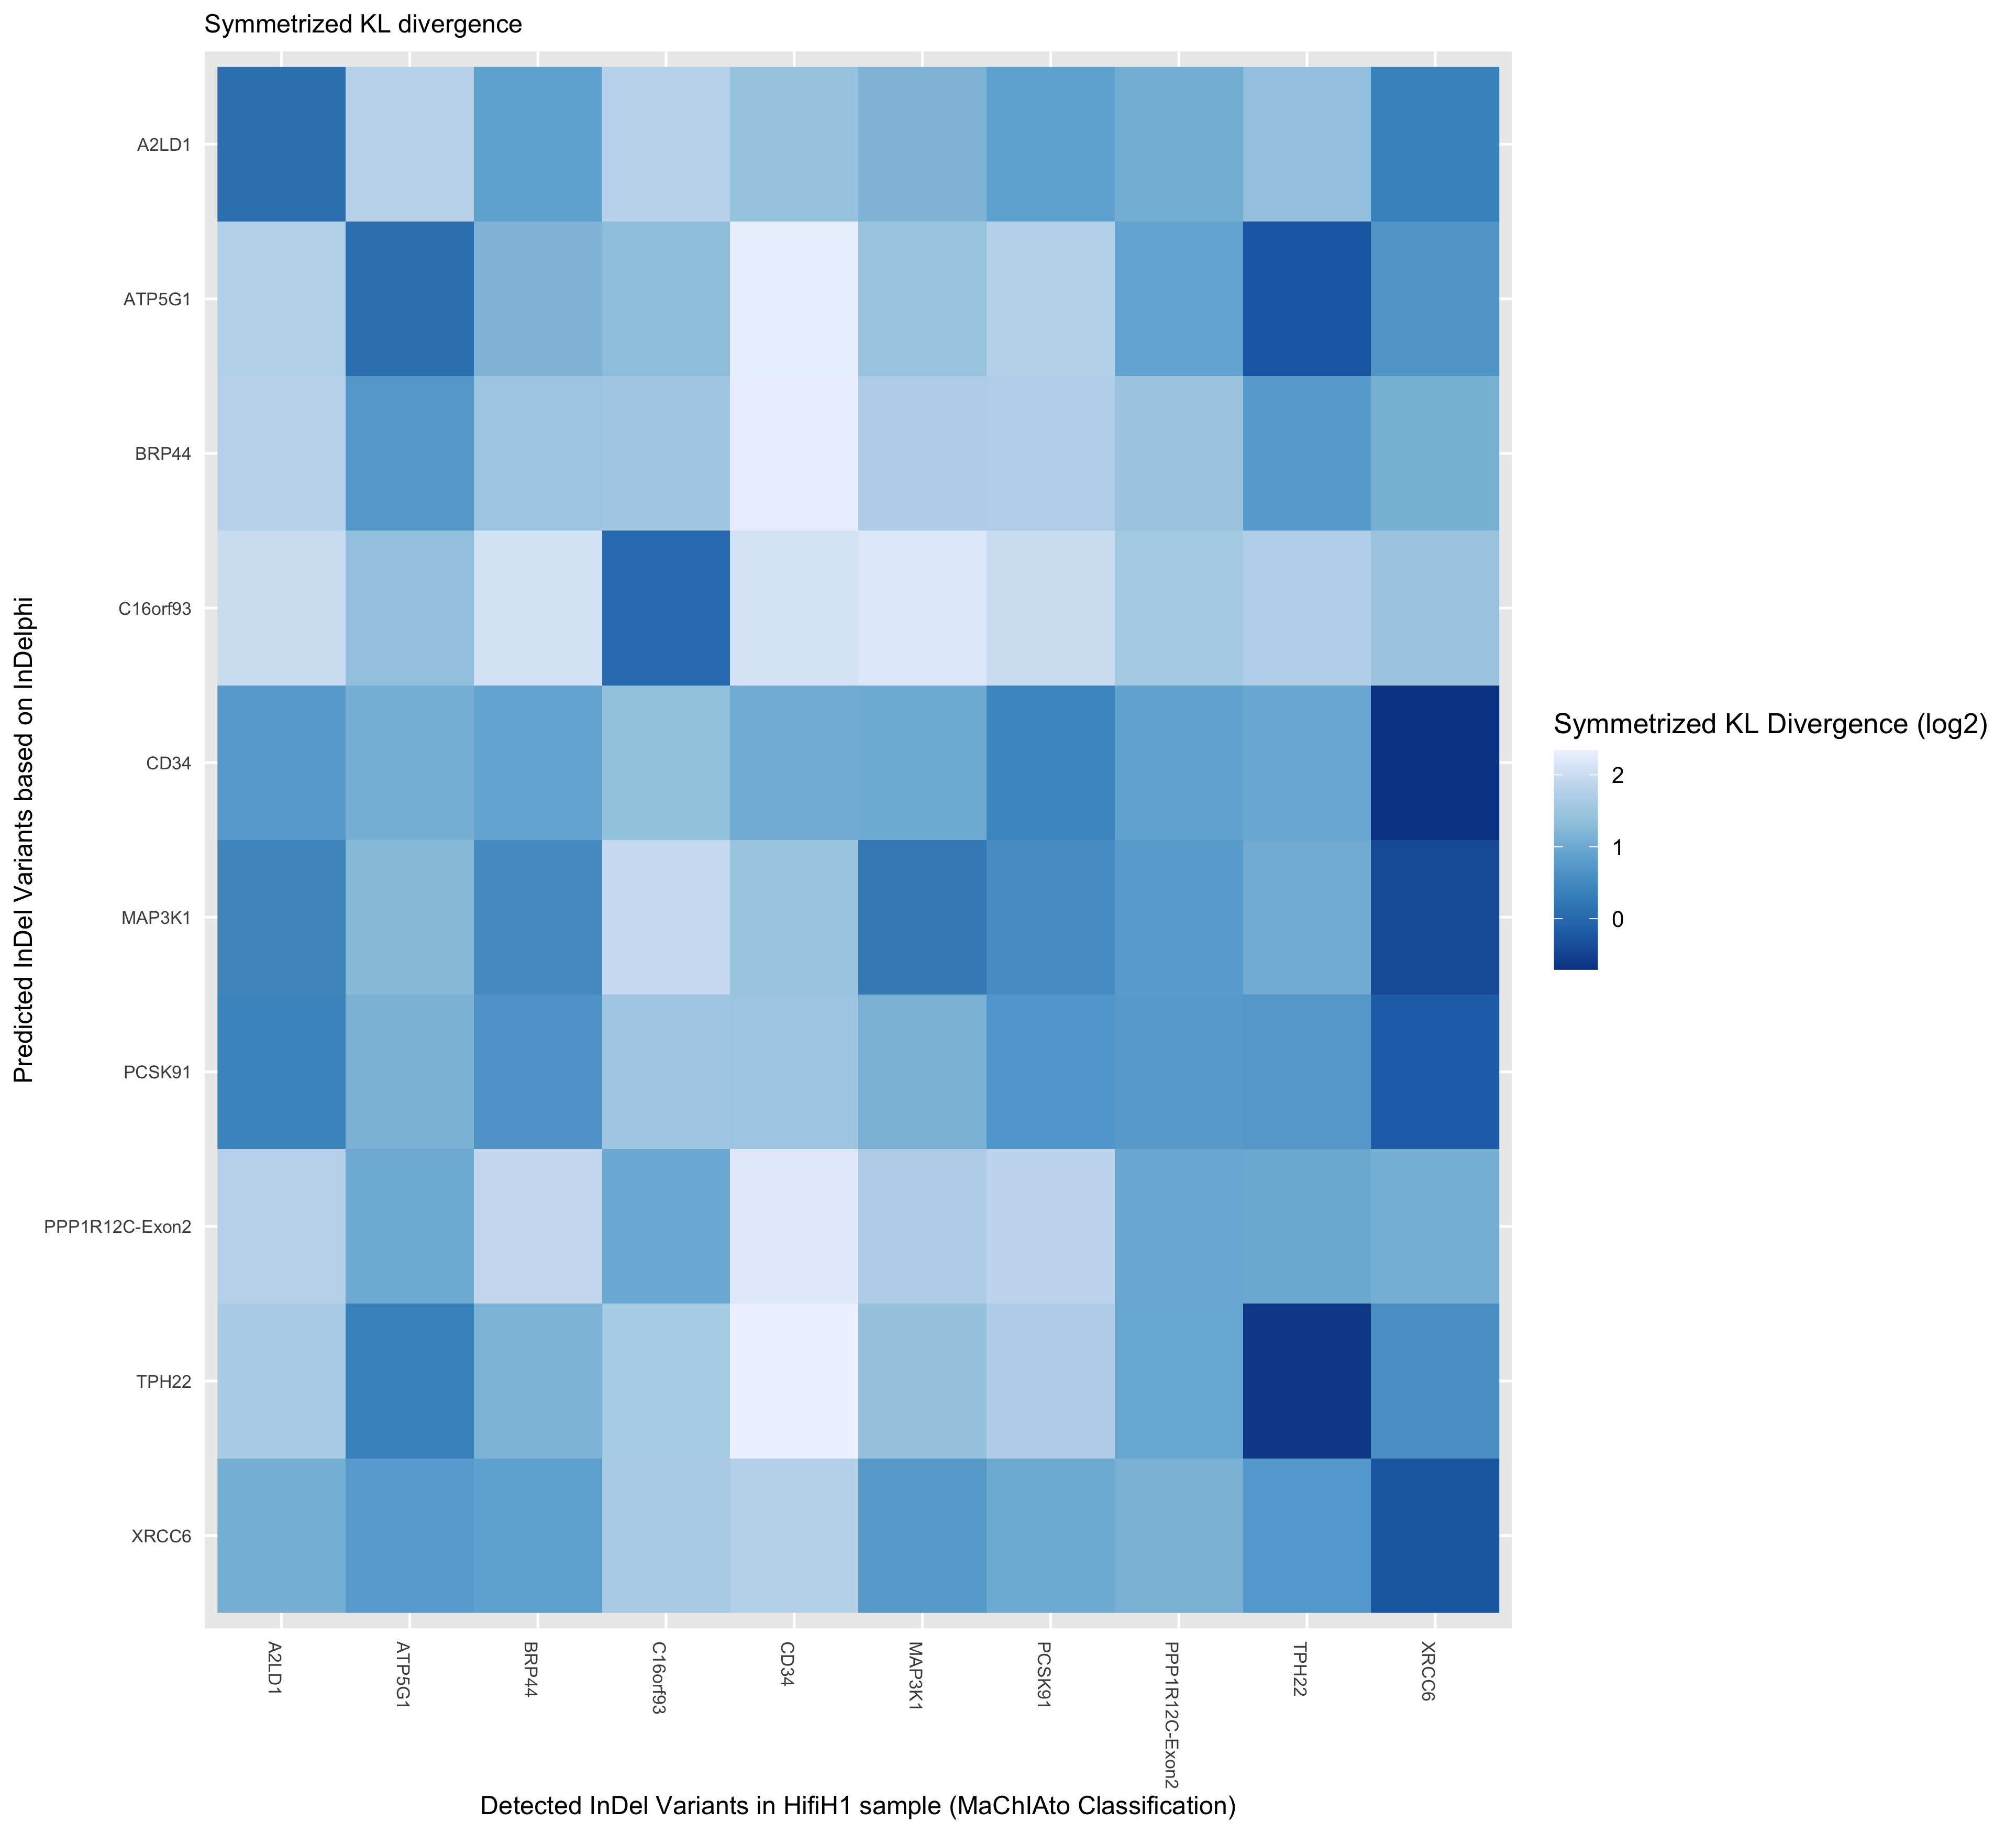 Symmetrized KL divergence
Predicted InDel Variants based on InDelphi
A2LD1
ATP5G1
BRP44
C16orf93
CD34
MAP3K1
PCSK91
PPP1R12C-Exon2
TPH22
XRCC6
A2LD1
ATP5G1
BRP44
C16orf93
CD34
MAP3K1
PCSK91
PPP1R12C-Exon2
TPH22
XRCC6
Detected InDel Variants in HifiH1 sample (MaChIAto Classification)
Symmetrized KL Divergence (log2)
2
1
0